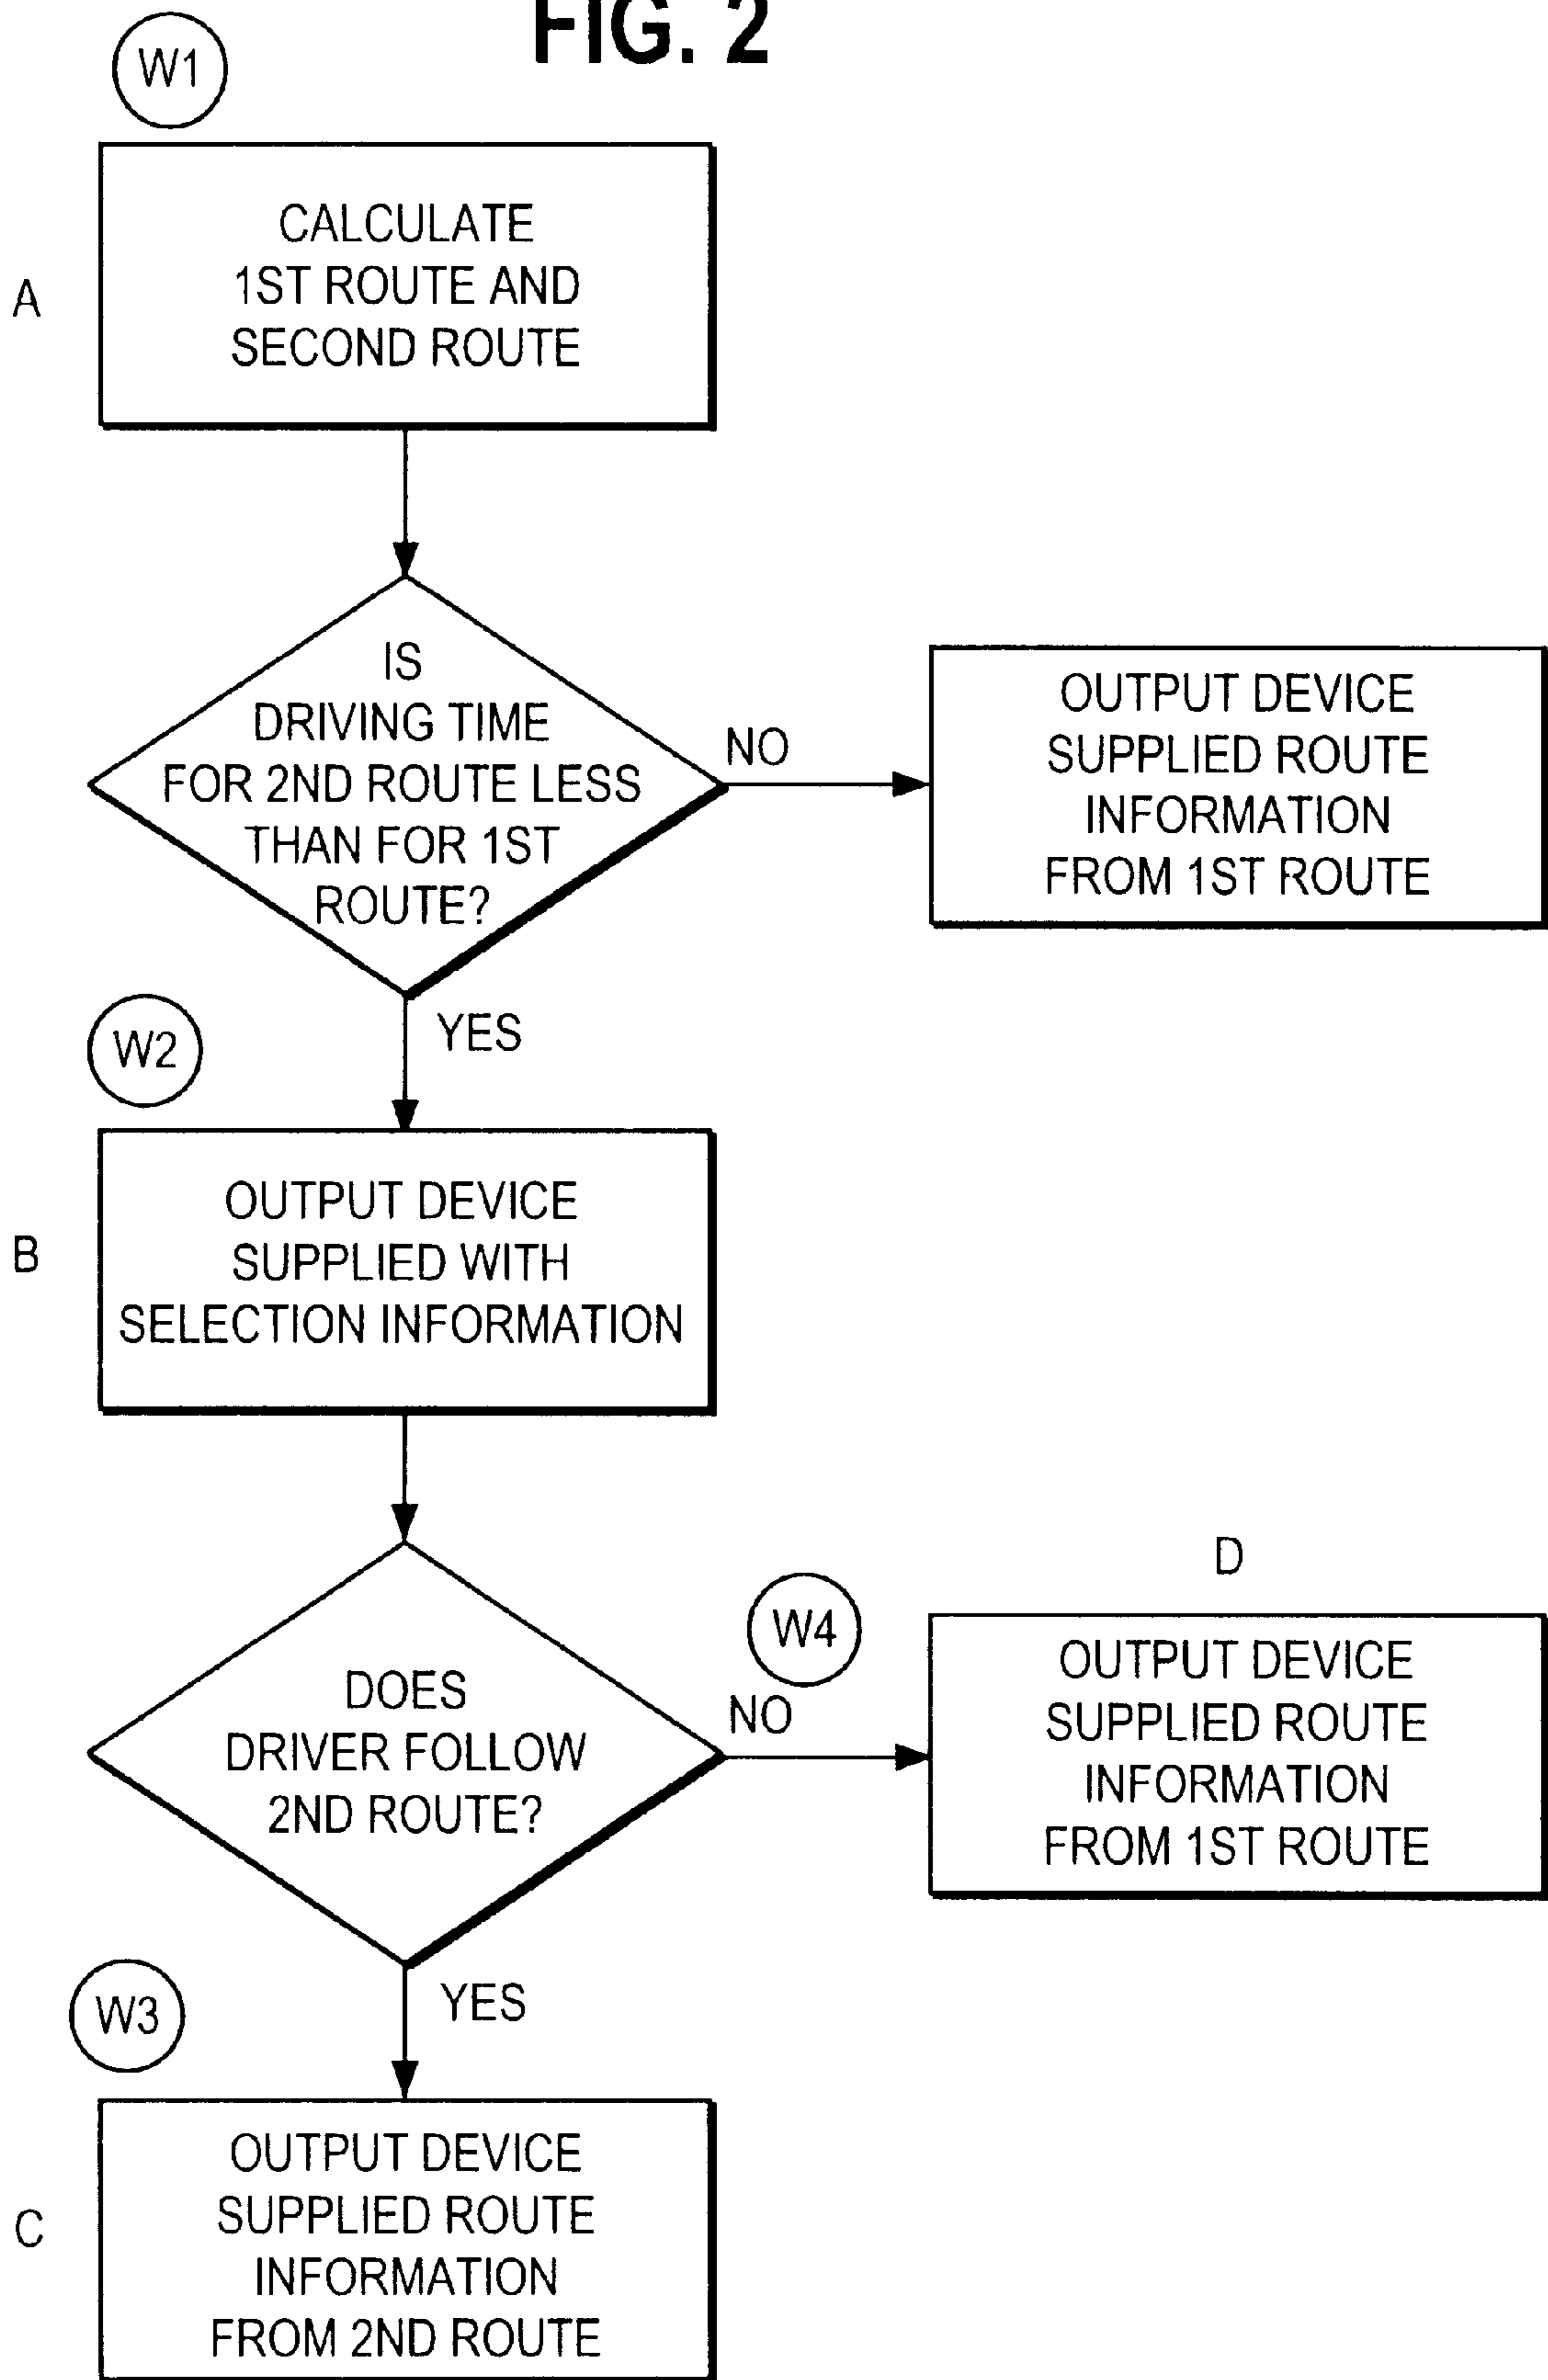 FIG. 2
W1
A
CALCULATE
1ST ROUTE AND
SECOND ROUTE
IS
DRIVING TIME
FOR 2ND ROUTE LESS
THAN FOR 1ST
ROUTE?
NO
OUTPUT DEVICE
SUPPLIED ROUTE
INFORMATION
FROM 1ST ROUTE
YES
W2
B
OUTPUT DEVICE
SUPPLIED WITH
SELECTION INFORMATION
DOES
DRIVER FOLLOW
2ND ROUTE?
W4
NO
D
OUTPUT DEVICE
SUPPLIED ROUTE
INFORMATION
FROM 1ST ROUTE
YES
W3
C
OUTPUT DEVICE
SUPPLIED ROUTE
INFORMATION
FROM 2ND ROUTE